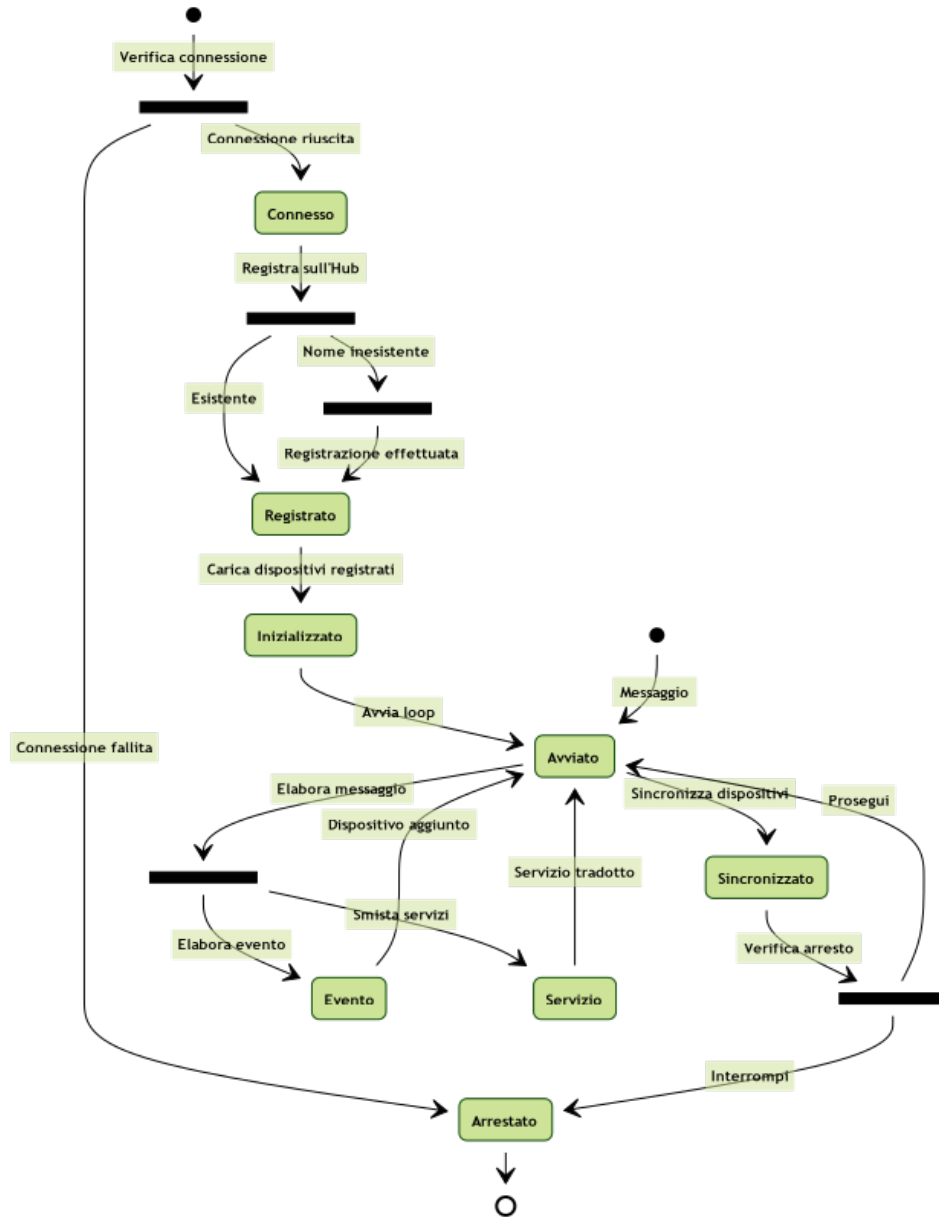 Verifica connessione
Connessione riuscita
Connesso
Registra sull'Hub
Nome inesistente
Esistente
Registrazione effettuata
Registrato
Carica dispositivi registrati
Inizializzato
Messaggio
Avvia loop
Connessione fallita
Avviato
Elabora messaggio
Sincronizza dispositivi
Prosegui
Dispositivo aggiunto
Servizio tradotto
Sincronizzato
Smista servizi
Elabora evento
Verifica arresto
Evento
Servizio
Interrompi
Arrestato